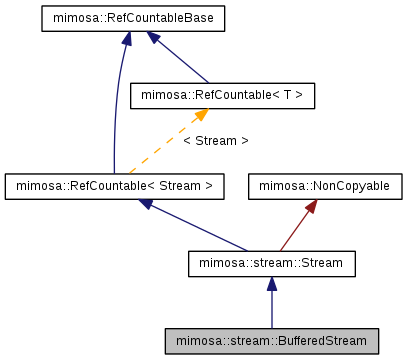 mimosa::RefCountableBase
mimosa::RefCountable< T >
< Stream >
mimosa::RefCountable< Stream >
mimosa::NonCopyable
mimosa::stream::Stream
mimosa::stream::BufferedStream